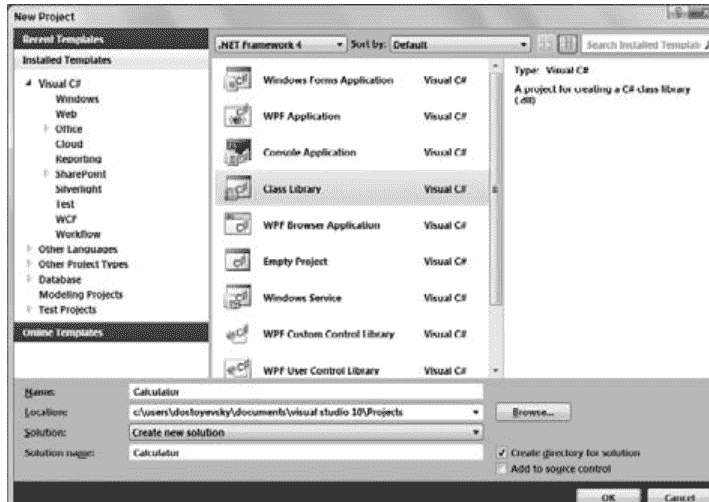 New Project
Recent Templates
.NET Framework 4
Sort by: Default
Search Installed Templat
Installed Templates
Visual C#
Windows
Web
Office
Cloud
Reporting
SharePoint
Silverlight
Test
WCF
Workflow
Other Languages
Other Project Types
Database
Modeling Projects
Test Projects
Online Templates
Windows Forms Application Visual C#
WPF Application Visual C#
Console Application Visual C#
Class Library Visual C#
WPF Browser Application Visual C#
Empty Project Visual C#
Windows Service Visual C#
WPF Custom Control Library Visual C#
WPF User Control Library Visual C#
Type: Visual C#
A project for creating a C# class library
(.dll)
Name: Calculator
Location: c:\users\dostoyevsky\documents\visual studio 10\Projects
Browse...
Solution: Create new solution
Solution name: Calculator
Create directory for solution
Add to source control
OK
Cancel